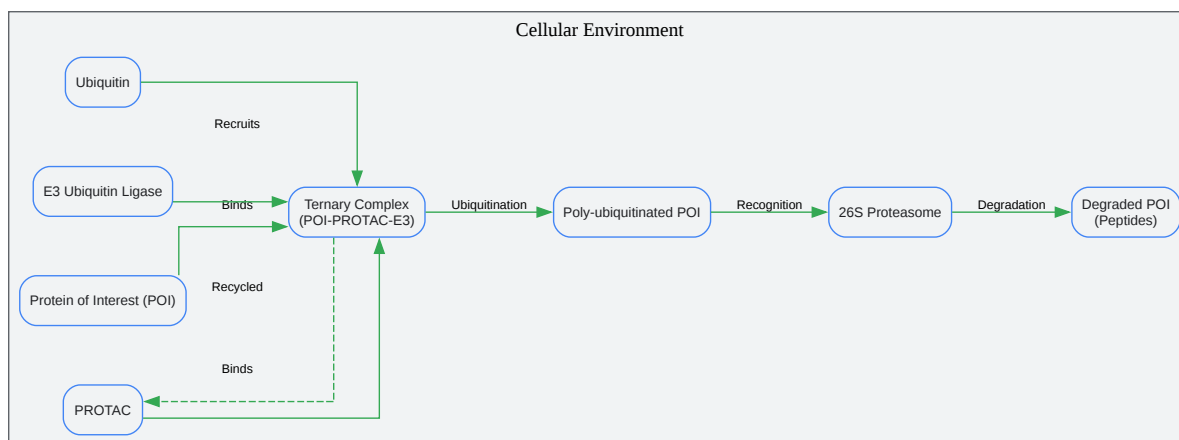 Cellular Environment
Ubiquitin
Recruits
E3 Ubiquitin Ligase
Binds
Ternary Complex
(POI-PROTAC-E3)
Ubiquitination
Poly-ubiquitinated POI
Recognition
26S Proteasome
Degradation
Degraded POI
(Peptides)
Protein of Interest (POI)
Recycled
Binds
PROTAC